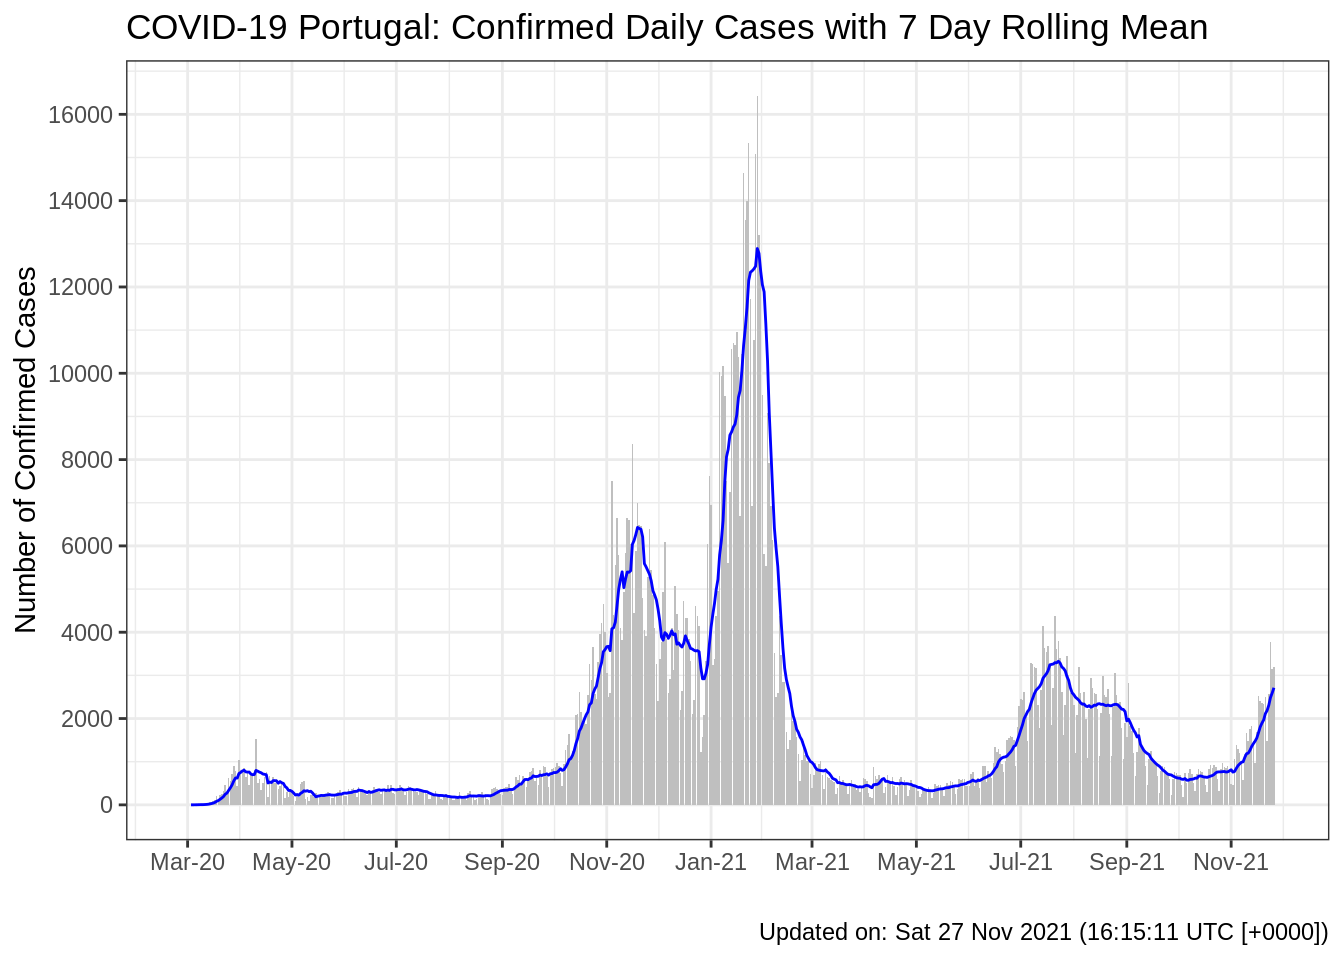 COVID-19 Portugal: Confirmed Daily Cases with 7 Day Rolling Mean
Number of Confirmed Cases
16000
14000
12000
10000
8000
6000
4000
2000
0
Mar-20 May-20 Jul-20 Sep-20 Nov-20 Jan-21 Mar-21 May-21 Jul-21 Sep-21 Nov-21
Updated on: Sat 27 Nov 2021 (16:15:11 UTC [+0000])